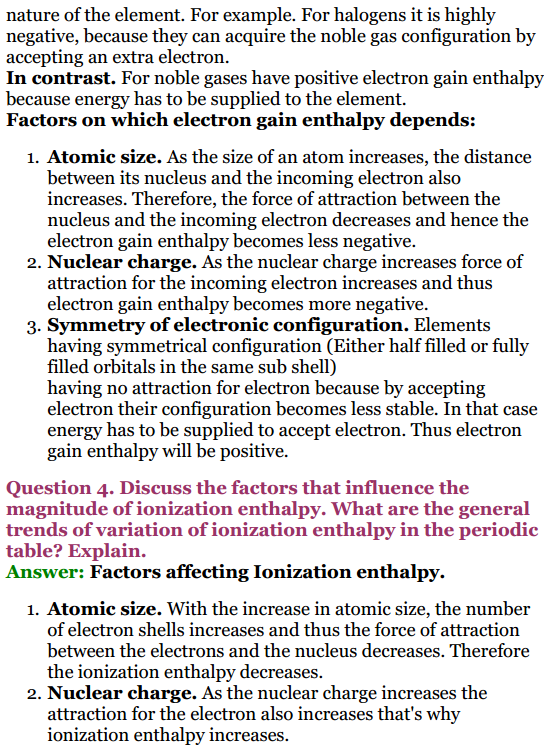 nature of the element. For example. For halogens it is highly
negative, because they can acquire the noble gas configuration by
accepting an extra electron.
In contrast. For noble gases have positive electron gain enthalpy
because energy has to be supplied to the element.
Factors on which electron gain enthalpy depends:
1. Atomic size. As the size of an atom increases, the distance
between its nucleus and the incoming electron also
increases. Therefore, the force of attraction between the
nucleus and the incoming electron decreases and hence the
electron gain enthalpy becomes less negative.
2. Nuclear charge. As the nuclear charge increases force of
attraction for the incoming electron increases and thus
electron gain enthalpy becomes more negative.
3. Symmetry of electronic configuration. Elements
having symmetrical configuration (Either half filled or fully
filled orbitals in the same sub shell)
having no attraction for electron because by accepting
electron their configuration becomes less stable. In that case
energy has to be supplied to accept electron. Thus electron
gain enthalpy will be positive.
Question 4. Discuss the factors that influence the
magnitude of ionization enthalpy. What are the general
trends of variation of ionization enthalpy in the periodic
table? Explain.
Answer: Factors affecting Ionization enthalpy.
1. Atomic size. With the increase in atomic size, the number
of electron shells increases and thus the force of attraction
between the electrons and the nucleus decreases. Therefore
the ionization enthalpy decreases.
2. Nuclear charge. As the nuclear charge increases the
attraction for the electron also increases that's why
ionization enthalpy increases.